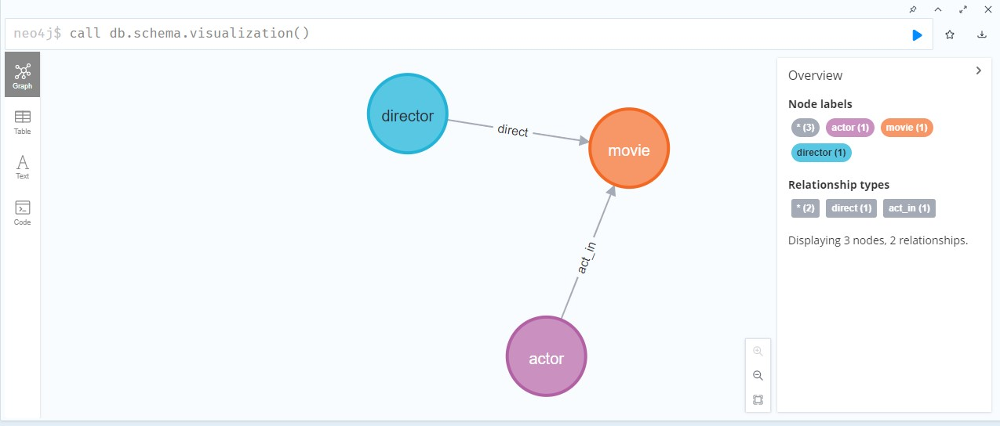 neo4j$ call db.schema.visualization()
Graph
Table
Text
Code
director
direct
movie
act_in
actor
Overview
Node labels
* (3) actor (1) movie (1)
director (1)
Relationship types
* (2) direct (1) act_in (1)
Displaying 3 nodes, 2 relationships.